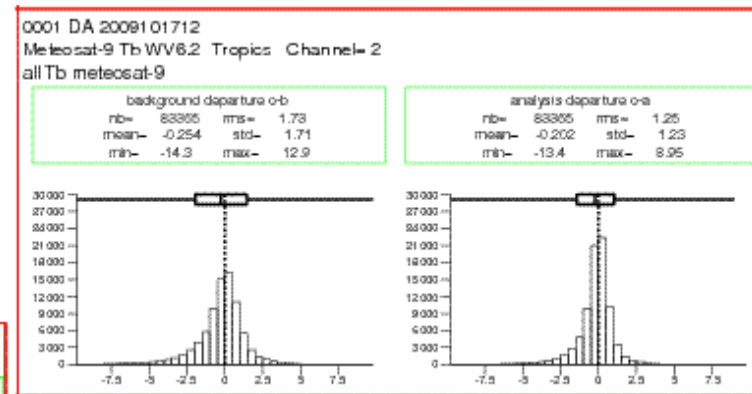 0001 DA 2009101712
Meteosat-9 Tb WV6.2 Tropics Channel= 2
all Tb meteosat-9
background departure o-b
nb= 83365 rms= 1.73
mean= -0.254 std= 1.71
min= -14.3 max= 12.9
analysis departure o-a
nb= 83365 rms= 1.25
mean= -0.202 std= 1.23
min= -13.4 max= 8.95
30000
27000
24000
21000
18000
15000
12000
9000
6000
3000
0
-7.5 -5 -2.5 0 2.5 5 7.5
30000
27000
24000
21000
18000
15000
12000
9000
6000
3000
0
-7.5 -5 -2.5 0 2.5 5 7.5